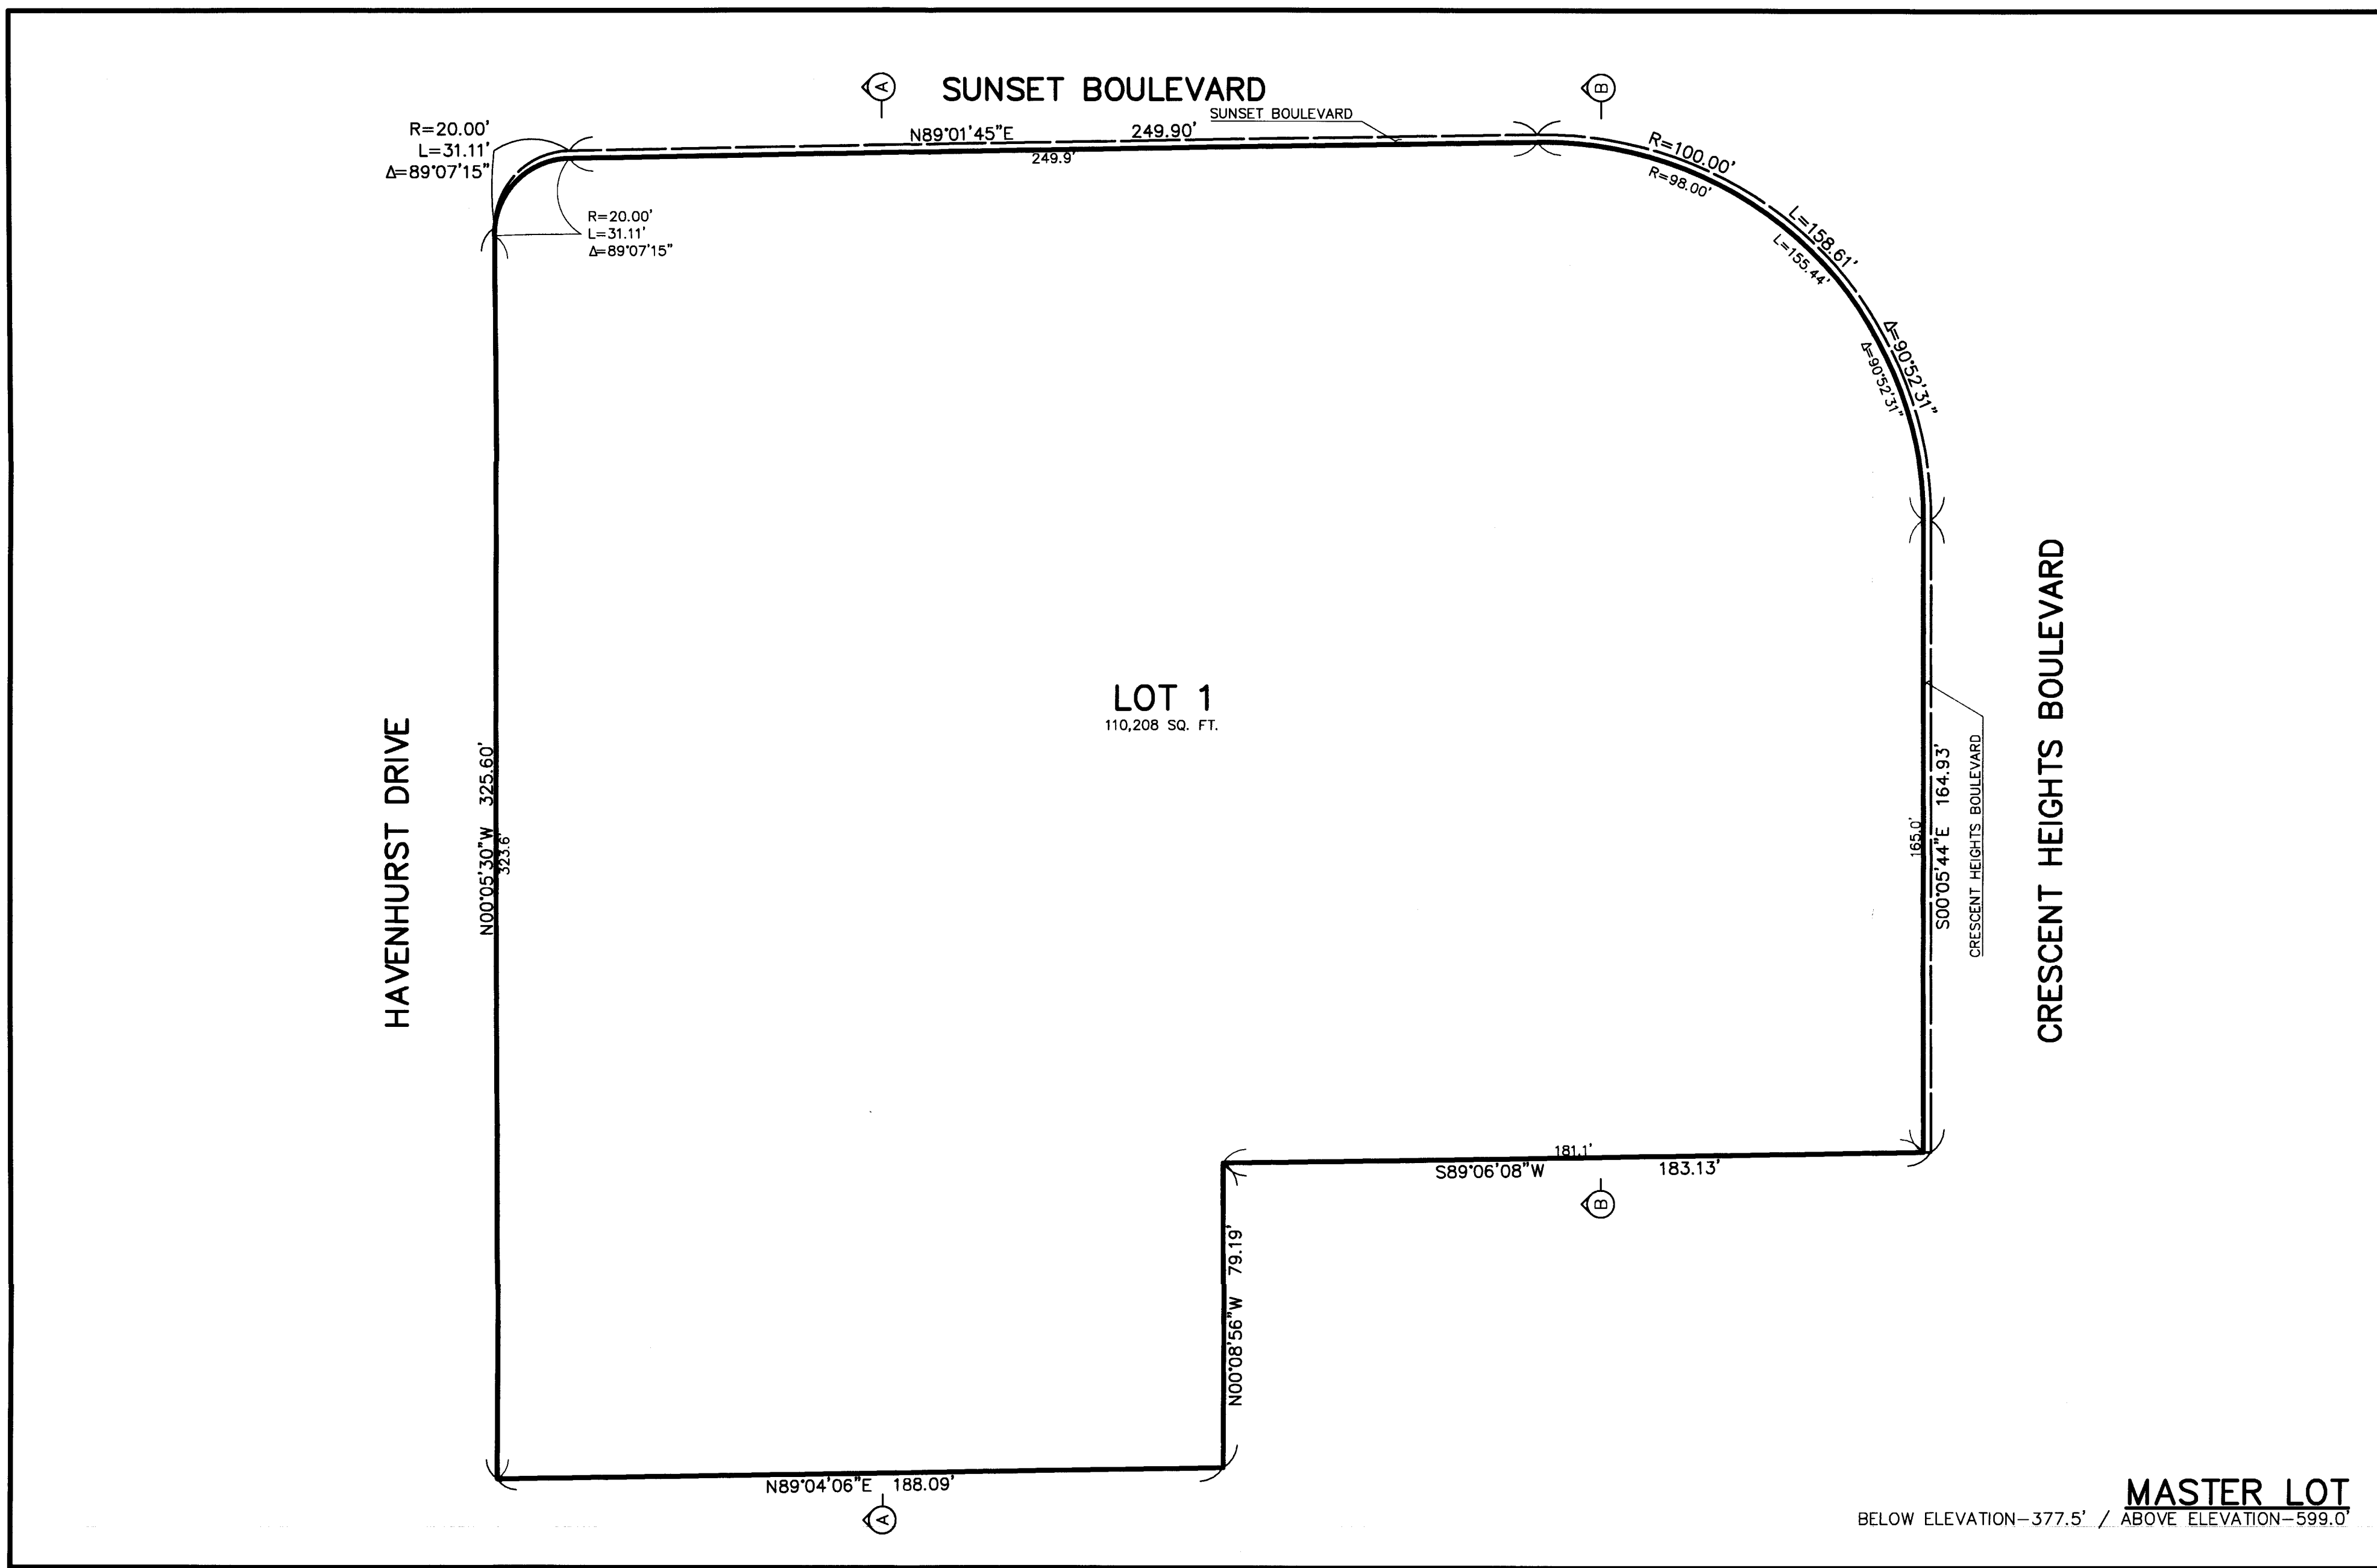 A
SUNSET BOULEVARD
B
SUNSET BOULEVARD
R=20.00'
L=31.11'
Δ=89°07'15"
N89°01'45"E 249.90'
249.9'
R=20.00'
L=31.11'
Δ=89°07'15"
R=100.00'
R=98.00'
L=158.61'
L=155.44'
Δ=90°52'31"
Δ=90°52'31"
LOT 1
110,208 SQ. FT.
HAVENHURST DRIVE
N00°05'30"W 325.60'
323.6'
165.0'
S00°05'44"E 164.93'
CRESCENT HEIGHTS BOULEVARD
CRESCENT HEIGHTS BOULEVARD
181.1'
S89°06'08"W 183.13'
B
N00°08'56"W 79.19'
N89°04'06"E 188.09'
A
MASTER LOT
BELOW ELEVATION-377.5' / ABOVE ELEVATION-599.0'